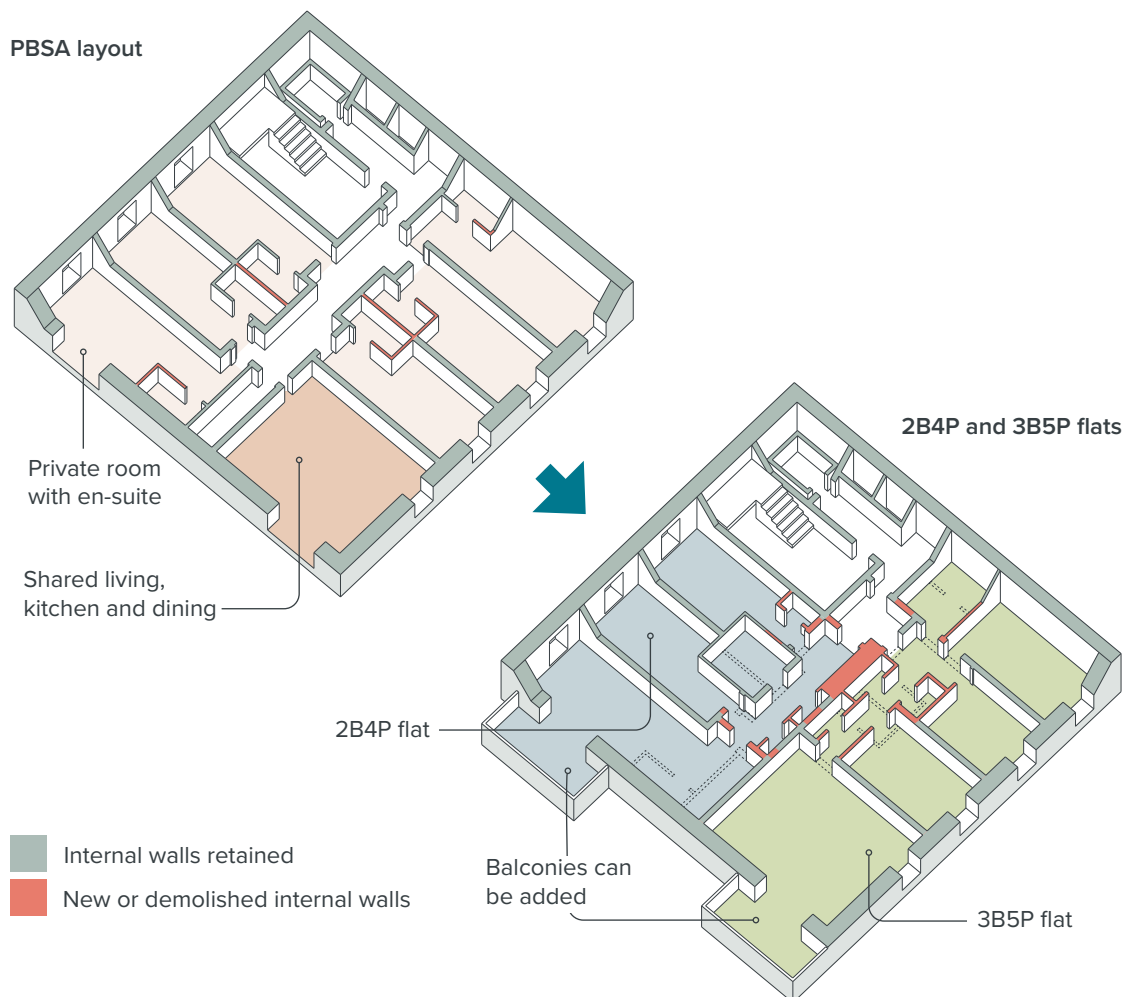 PBSA layout
Private room
with en-suite
Shared living,
kitchen and dining
2B4P and 3B5P flats
2B4P flat
Balconies can
be added
3B5P flat
Internal walls retained
New or demolished internal walls